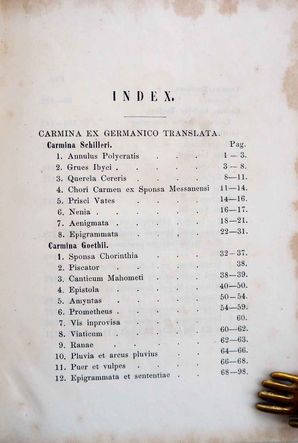 INDEX.
CARMINA EX GERMANICO TRANSLATA.
Carmina Schilleri. Pag.
1. Annulus Polycratis . . . 1—3.
2. Grues Ibyci . . . . 3—8.
3. Querela Cereris . . . 8—11.
4. Chori Carmen ex Sponsa Messanensi 11—14.
5. Prisci Vates . . . . 14—16.
6. Nenia . . . . . 16—17.
7. Aenigmata . . . . 18—21.
8. Epigrammata . . . . 22—31.
Carmina Goethii.
1. Sponsa Chorinthia . . . 32—37.
2. Piscator . . . . 38.
3. Canticum Mahometi . . . 38—39.
4. Epistola . . . . 40—50.
5. Amyntas . . . . 50—54.
6. Prometheus . . . . 54—59.
7. Vis inprovisa . . . . 60.
8. Viaticum . . . . 60—62.
9. Ranae . . . . 62—63.
10. Pluvia et arcus pluvius . . 64—66.
11. Puer et vulpes . . . 66—68.
12. Epigrammata et sententiae . . 68—98.